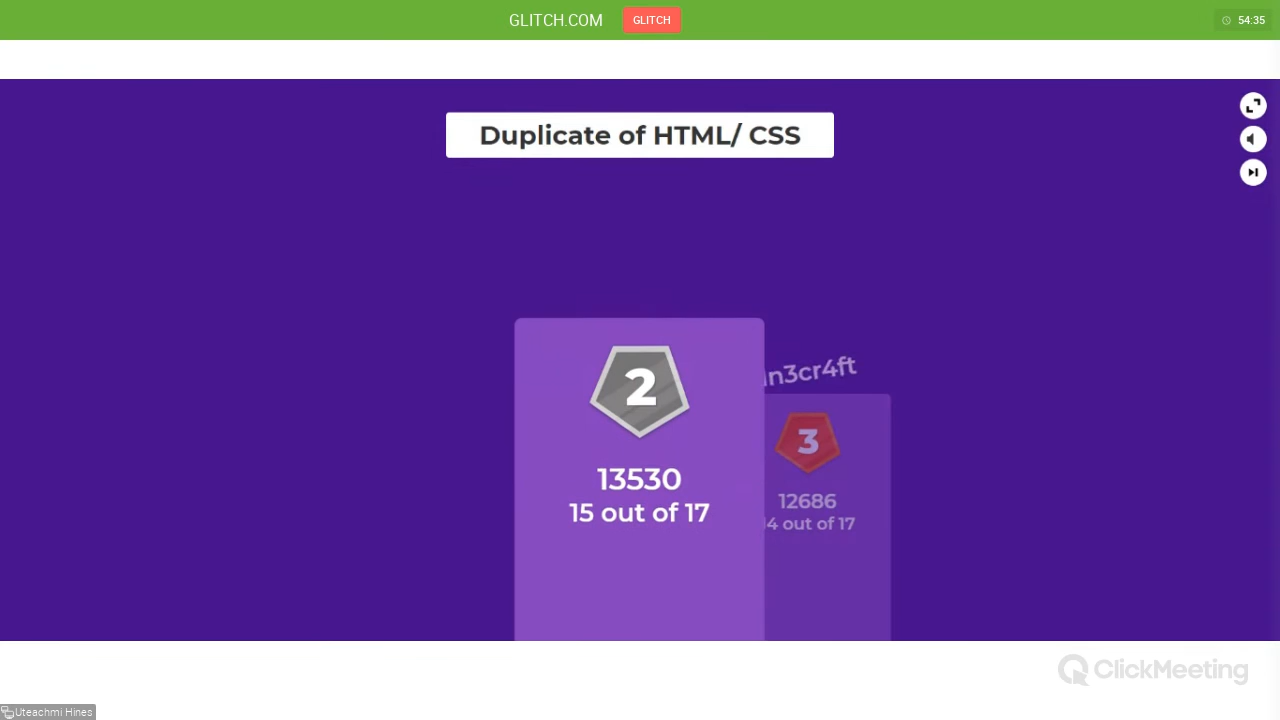 GLITCH.COM GLITCH 54:35
Duplicate of HTML/ CSS
2
n3cr4ft
3
13530
15 out of 17
12686
4 out of 17
ClickMeeting
Uteachmi Hines